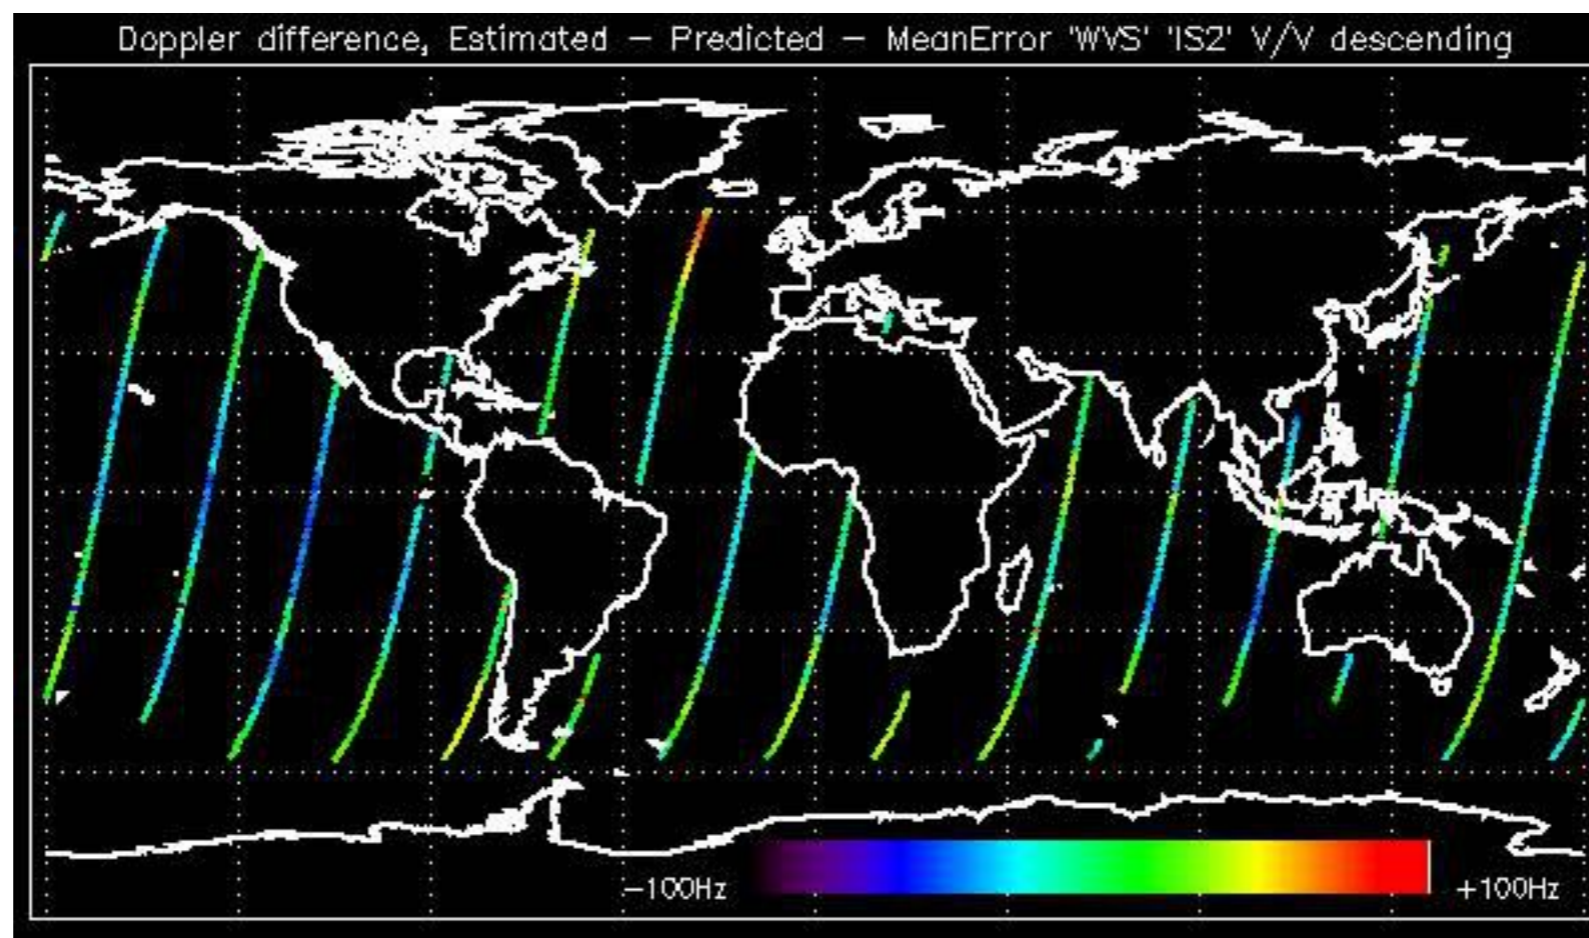 Doppler difference, Estimated – Predicted – MeanError 'WVS' 'IS2' V/V descending
–100Hz
+100Hz